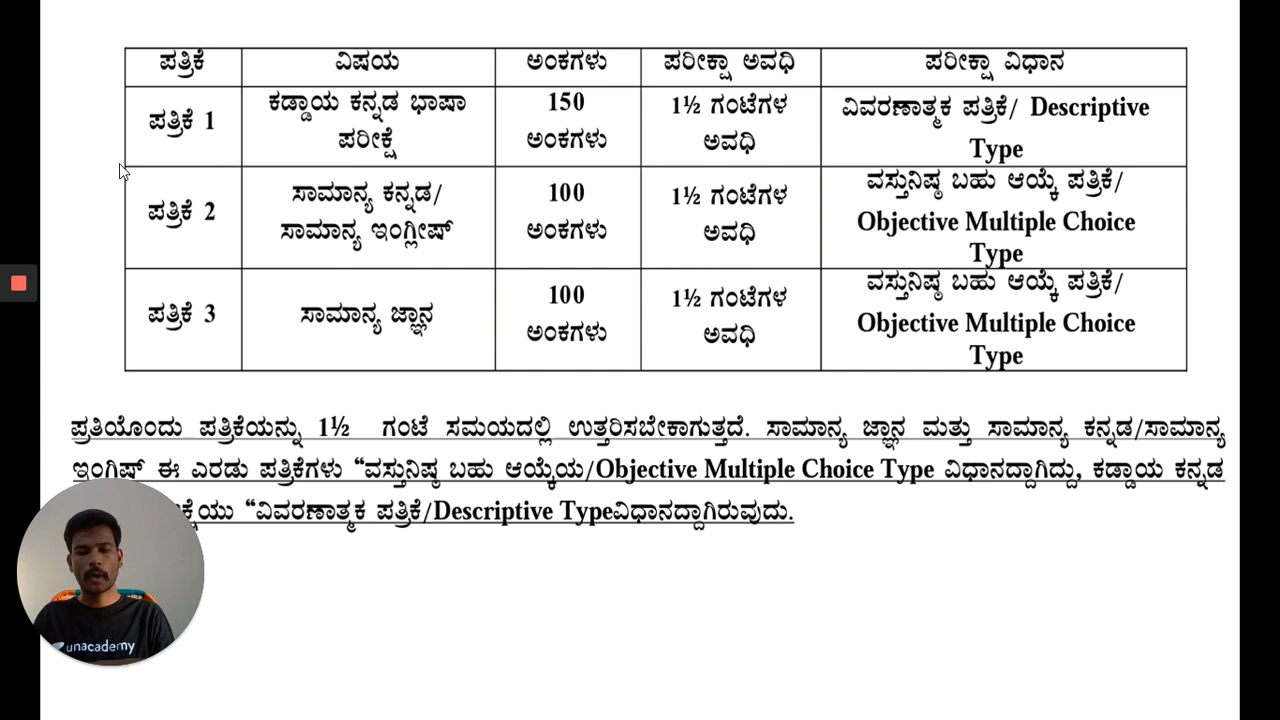 ಪತ್ರಿಕೆ ವಿಷಯ ಅಂಕಗಳು ಪರೀಕ್ಷಾ ಅವಧಿ ಪರೀಕ್ಷಾ ವಿಧಾನ
ಪತ್ರಿಕೆ 1
ಕಡ್ಡಾಯ ಕನ್ನಡ ಭಾಷಾ
ಪರೀಕ್ಷೆ
150
ಅಂಕಗಳು
1½ ಗಂಟೆಗಳ
ಅವಧಿ
ವಿವರಣಾತ್ಮಕ ಪತ್ರಿಕೆ/ Descriptive
Type
ಪತ್ರಿಕೆ 2
ಸಾಮಾನ್ಯ ಕನ್ನಡ/
ಸಾಮಾನ್ಯ ಇಂಗ್ಲೀಷ್
100
ಅಂಕಗಳು
1½ ಗಂಟೆಗಳ
ಅವಧಿ
ವಸ್ತುನಿಷ್ಠ ಬಹು ಆಯ್ಕೆ ಪತ್ರಿಕೆ/
Objective Multiple Choice
Type
ಪತ್ರಿಕೆ 3
ಸಾಮಾನ್ಯ ಜ್ಞಾನ
100
ಅಂಕಗಳು
1½ ಗಂಟೆಗಳ
ಅವಧಿ
ವಸ್ತುನಿಷ್ಠ ಬಹು ಆಯ್ಕೆ ಪತ್ರಿಕೆ/
Objective Multiple Choice
Type
ಪ್ರತಿಯೊಂದು ಪತ್ರಿಕೆಯನ್ನು 1½ ಗಂಟೆ ಸಮಯದಲ್ಲಿ ಉತ್ತರಿಸಬೇಕಾಗುತ್ತದೆ. ಸಾಮಾನ್ಯ ಜ್ಞಾನ ಮತ್ತು ಸಾಮಾನ್ಯ ಕನ್ನಡ/ಸಾಮಾನ್ಯ
ಇಂಗಿಷ್ ಈ ಎರಡು ಪತ್ರಿಕೆಗಳು “ವಸ್ತುನಿಷ್ಠ ಬಹು ಆಯ್ಕೆಯ/Objective Multiple Choice Type ವಿಧಾನದ್ದಾಗಿದ್ದು, ಕಡ್ಡಾಯ ಕನ್ನಡ
“ವಿವರಣಾತ್ಮಕ ಪತ್ರಿಕೆ/Descriptive Typeವಿಧಾನದ್ದಾಗಿರುವುದು.
unacademy